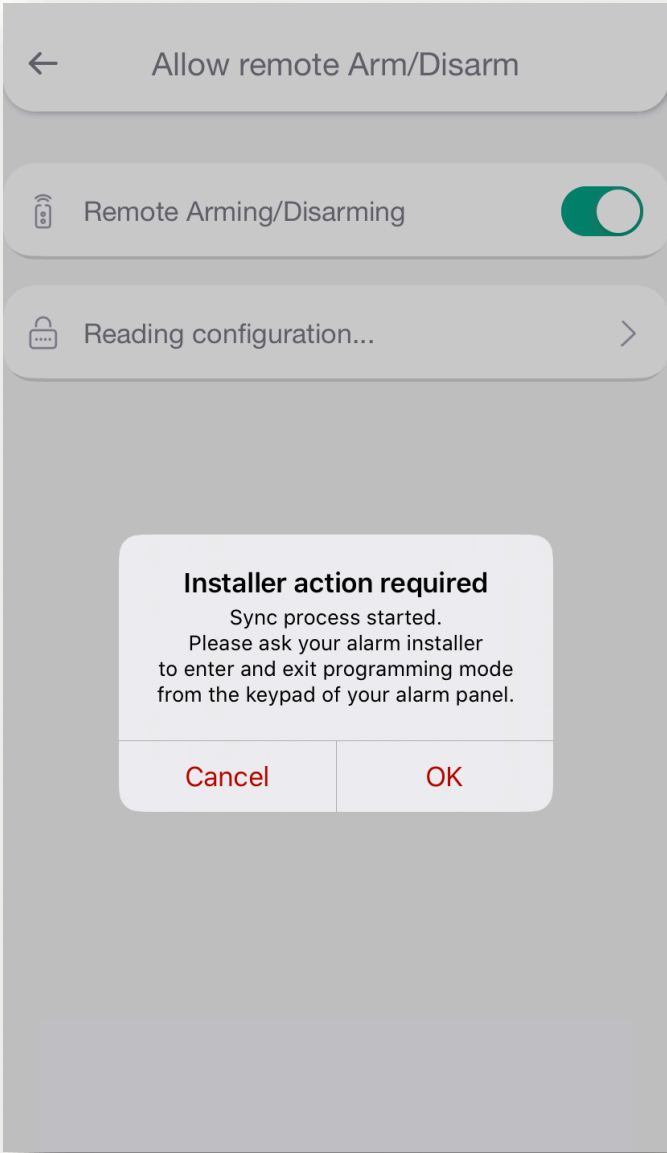 Allow remote Arm/Disarm
Remote Arming/Disarming
Reading configuration...
Installer action required
Sync process started.
Please ask your alarm installer
to enter and exit programming mode
from the keypad of your alarm panel.
Cancel
OK